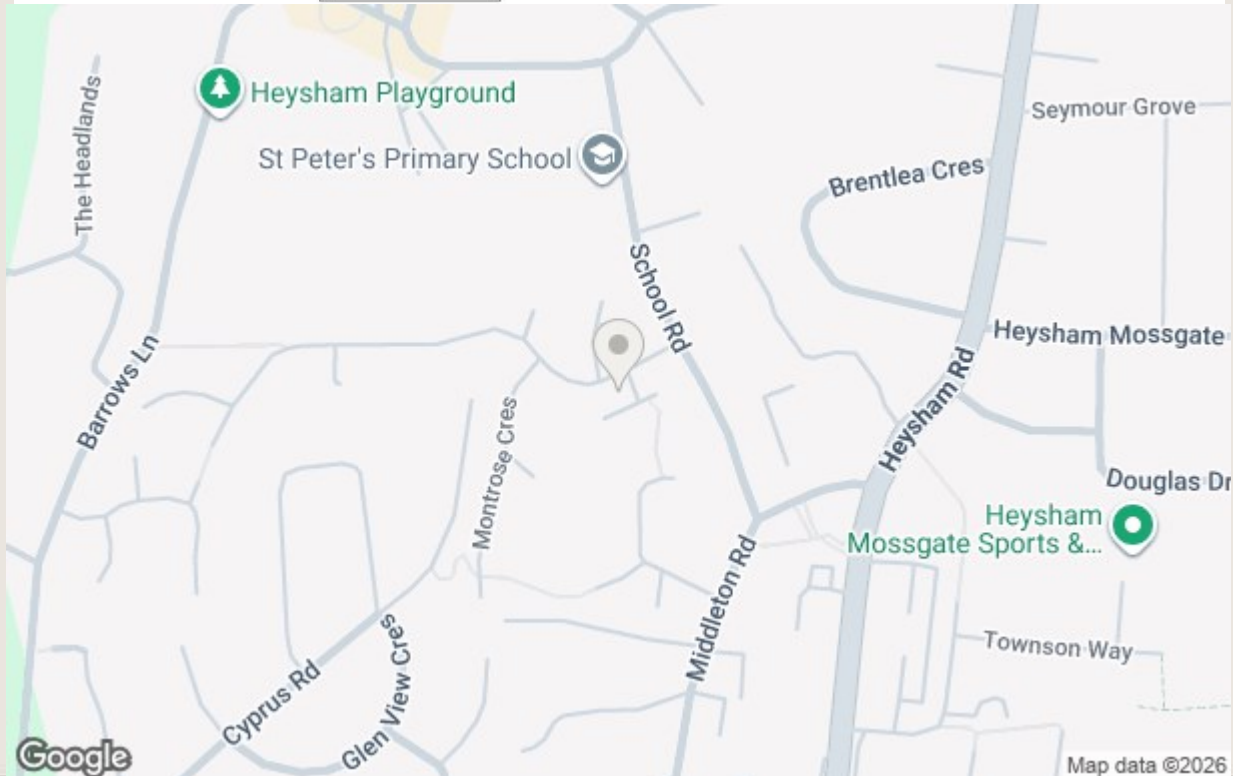 Heysham Playground
The Headlands
Seymour Grove
St Peter's Primary School
Brentlea Cres
School Rd
Heysham Mossgate
Barrows Ln
Heysham Rd
Montrose Cres
Douglas Dr
Heysham
Mossgate Sports &...
Middleton Rd
Townson Way
Cyprus Rd
Glen View Cres
Google
Map data ©2026